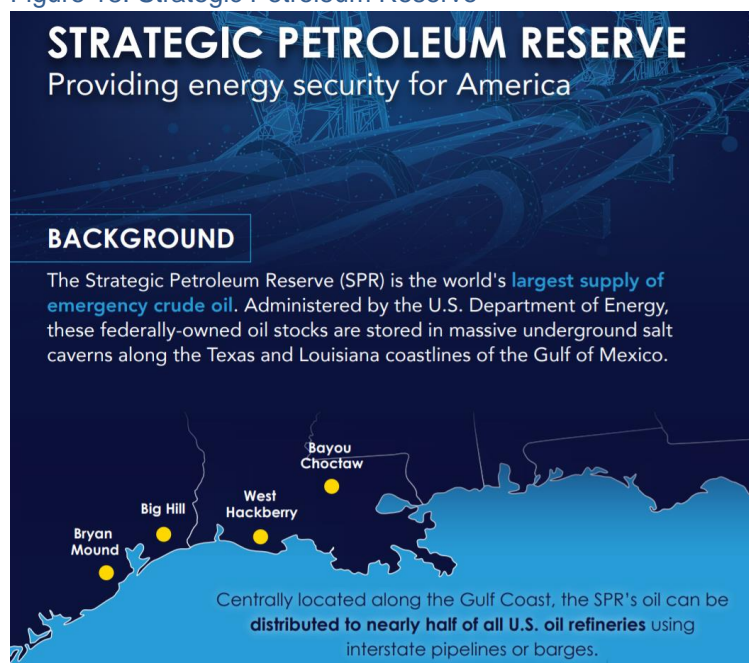 STRATEGIC PETROLEUM RESERVE
Providing energy security for America
BACKGROUND
The Strategic Petroleum Reserve (SPR) is the world's largest supply of
emergency crude oil. Administered by the U.S. Department of Energy,
these federally-owned oil stocks are stored in massive underground salt
caverns along the Texas and Louisiana coastlines of the Gulf of Mexico.
Bayou
Choctaw
West
Hackberry
Big Hill
Bryan
Mound
Centrally located along the Gulf Coast, the SPR's oil can be
distributed to nearly half of all U.S. oil refineries using
interstate pipelines or barges.